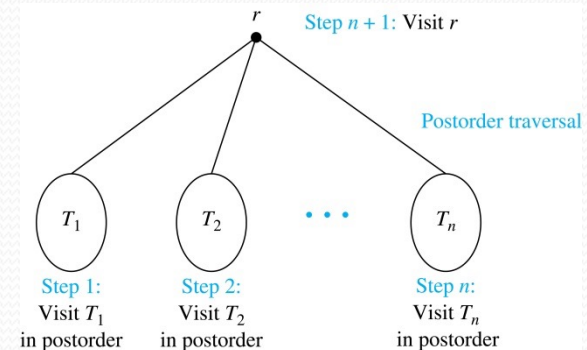 r
Step n + 1: Visit r
Postorder traversal
T₁
T₂
. . .
Tₙ
Step 1:
Visit T₁
in postorder
Step 2:
Visit T₂
in postorder
Step n:
Visit Tₙ
in postorder